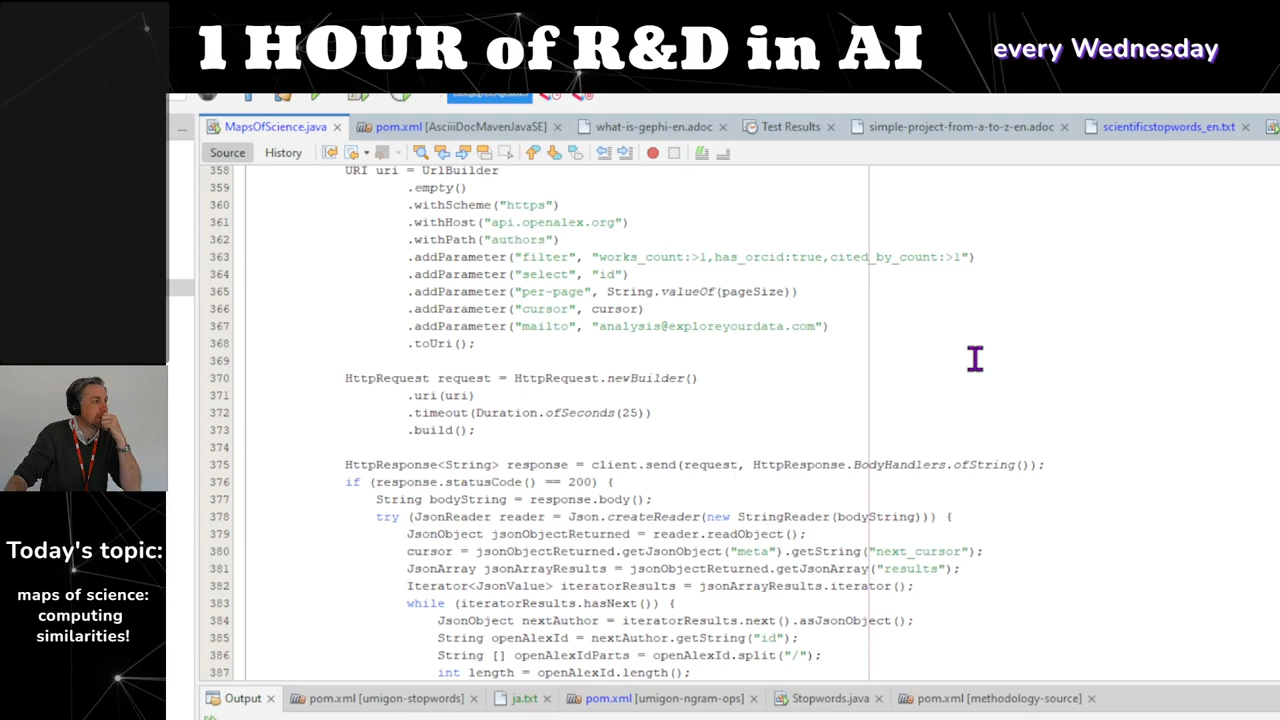 1 HOUR of R&D in AI
every Wednesday
MapsOfScience.java
pom.xml [AsciiDocMavenJavaSE]
what-is-gephi-en.adoc
Test Results
simple-project-from-a-to-z-en.adoc
scientificstopwords_en.txt
Source
History
358 URI uri = UrlBuilder
359 .empty()
360 .withScheme("https")
361 .withHost("api.openalex.org")
362 .withPath("authors")
363 .addParameter("filter", "works_count:>1,has_orcid:true,cited_by_count:>1")
364 .addParameter("select", "id")
365 .addParameter("per-page", String.valueOf(pageSize))
366 .addParameter("cursor", cursor)
367 .addParameter("mailto", "analysis@exploreyourdata.com")
368 .toUri();
369
370 HttpRequest request = HttpRequest.newBuilder()
371 .uri(uri)
372 .timeout(Duration.ofSeconds(25))
373 .build();
374
375 HttpResponse<String> response = client.send(request, HttpResponse.BodyHandlers.ofString());
376 if (response.statusCode() == 200) {
377 String bodyString = response.body();
378 try (JsonReader reader = Json.createReader(new StringReader(bodyString))) {
379 JsonObject jsonObjectReturned = reader.readObject();
380 cursor = jsonObjectReturned.getJsonObject("meta").getString("next_cursor");
381 JsonArray jsonArrayResults = jsonObjectReturned.getJsonArray("results");
382 Iterator<JsonValue> iteratorResults = jsonArrayResults.iterator();
383 while (iteratorResults.hasNext()) {
384 JsonObject nextAuthor = iteratorResults.next().asJsonObject();
385 String openAlexId = nextAuthor.getString("id");
386 String [] openAlexIdParts = openAlexId.split("/");
387 int length = openAlexId.length();
Today's topic:
maps of science:
computing
similarities!
Output
pom.xml [umigon-stopwords]
ja.txt
pom.xml [umigon-ngram-ops]
Stopwords.java
pom.xml [methodology-source]